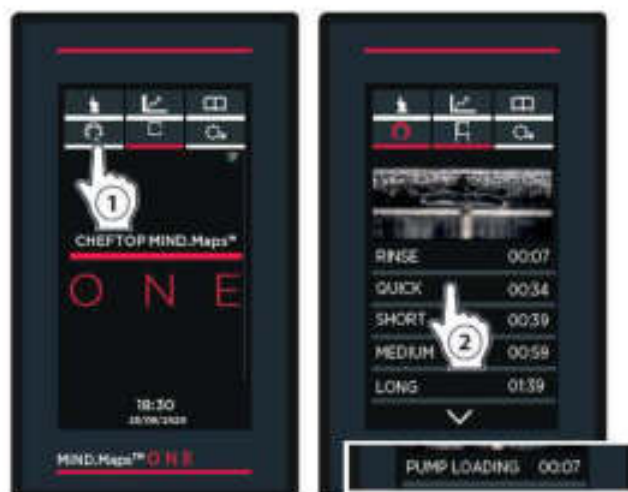 1
CHEFTOP MIND.Maps™
O N E
18:30
MIND.Maps™ ONE
RINSE 00:07
QUICK 00:34
SHORT 00:39
2
MEDIUM 00:59
LONG 01:39
PUMP LOADING 00:07